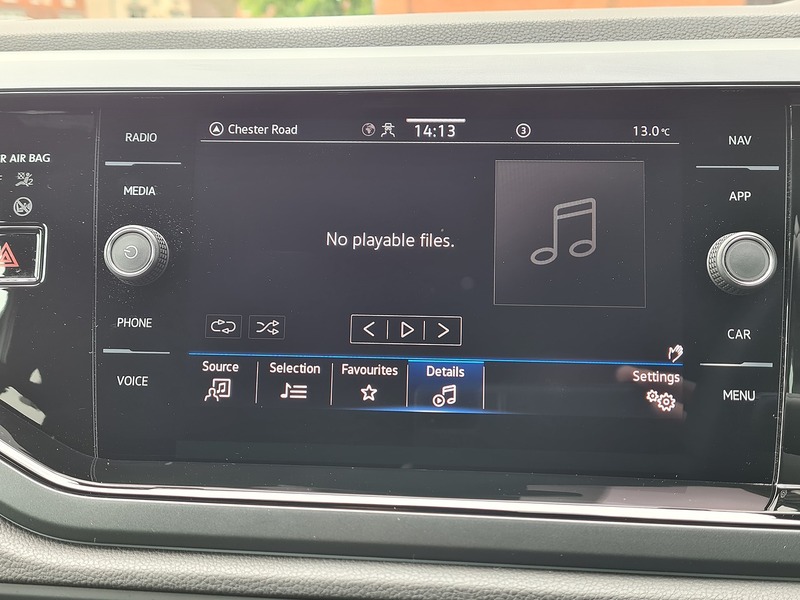 R AIR BAG
RADIO
MEDIA
PHONE
VOICE
Chester Road
14:13
3
13.0°C
No playable files.
Source
Selection
Favourites
Details
Settings
NAV
APP
CAR
MENU